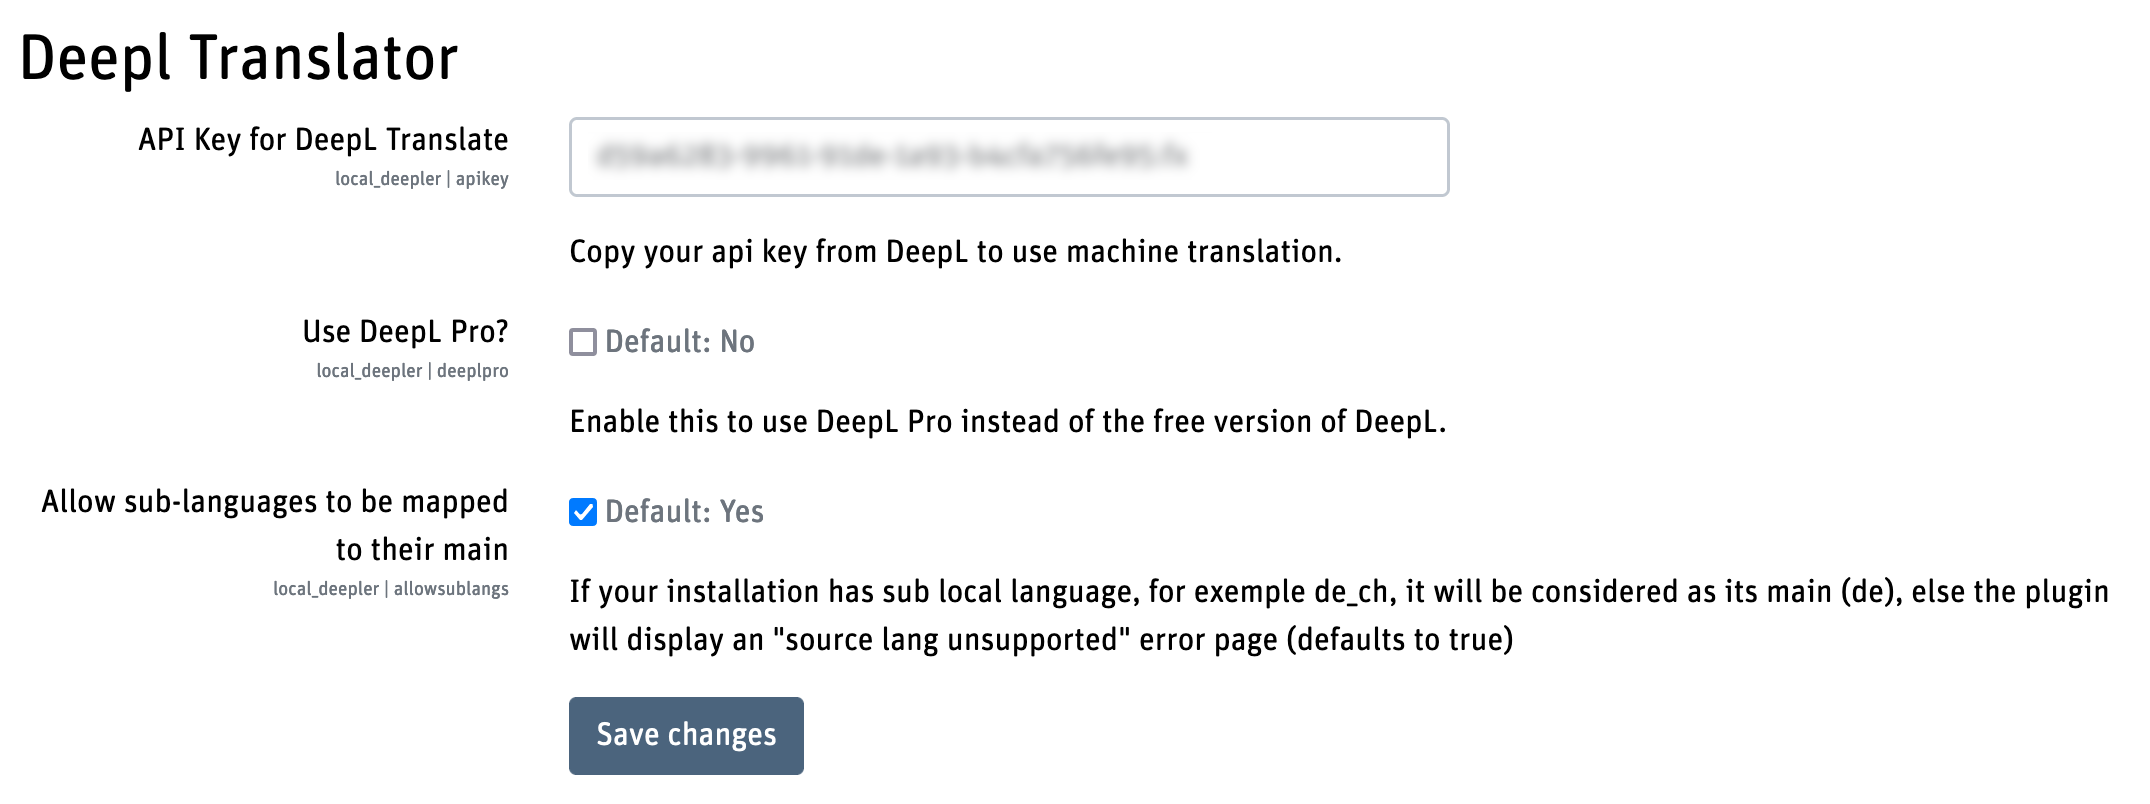 Deepl Translator
API Key for DeepL Translate
local_deepler | apikey
Copy your api key from DeepL to use machine translation.
Use DeepL Pro?
local_deepler | deeplpro
Default: No
Enable this to use DeepL Pro instead of the free version of DeepL.
Allow sub-languages to be mapped
to their main
local_deepler | allowsublangs
Default: Yes
If your installation has sub local language, for exemple de_ch, it will be considered as its main (de), else the plugin
will display an "source lang unsupported" error page (defaults to true)
Save changes